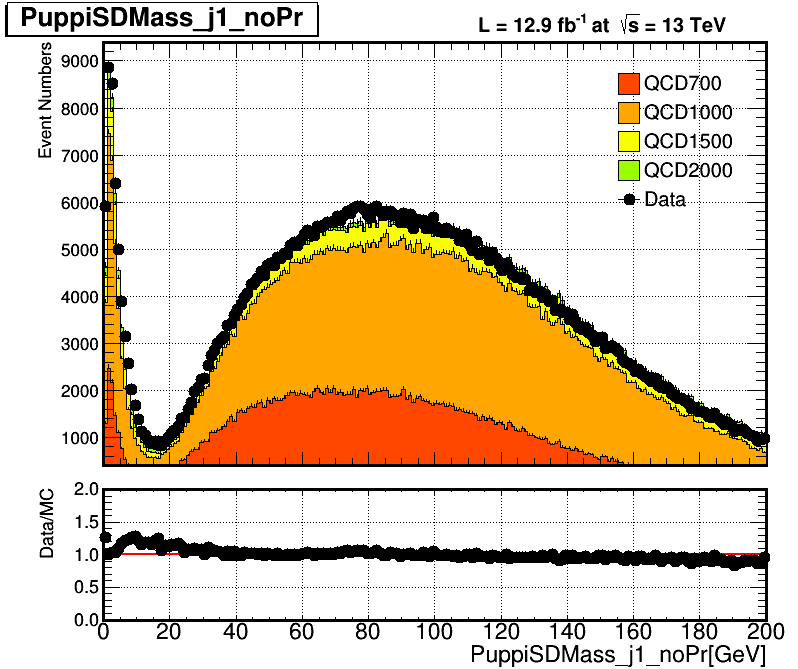 PuppiSDMass_j1_noPr
L = 12.9 fb-1 at √s = 13 TeV
Event Numbers
9000
8000
7000
6000
5000
4000
3000
2000
1000
QCD700
QCD1000
QCD1500
QCD2000
Data
Data/MC
2.0
1.5
1.0
0.5
0.0
0 20 40 60 80 100 120 140 160 180 200
PuppiSDMass_j1_noPr[GeV]